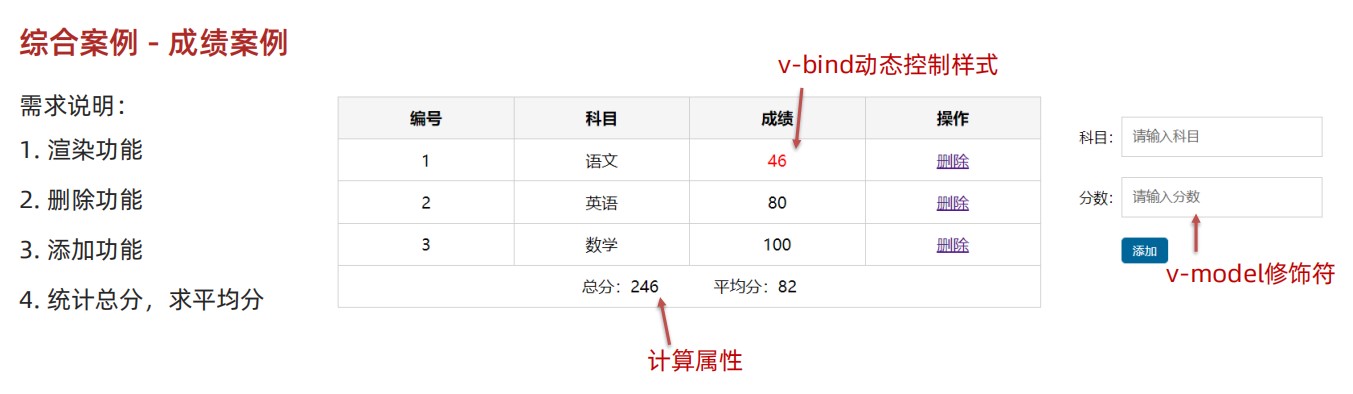 综合案例 - 成绩案例
需求说明：
1. 渲染功能
2. 删除功能
3. 添加功能
4. 统计总分，求平均分
v-bind动态控制样式
编号 科目 成绩 操作
1 语文 46 删除
2 英语 80 删除
3 数学 100 删除
总分：246 平均分：82
计算属性
科目： 请输入科目
分数： 请输入分数
添加
v-model修饰符